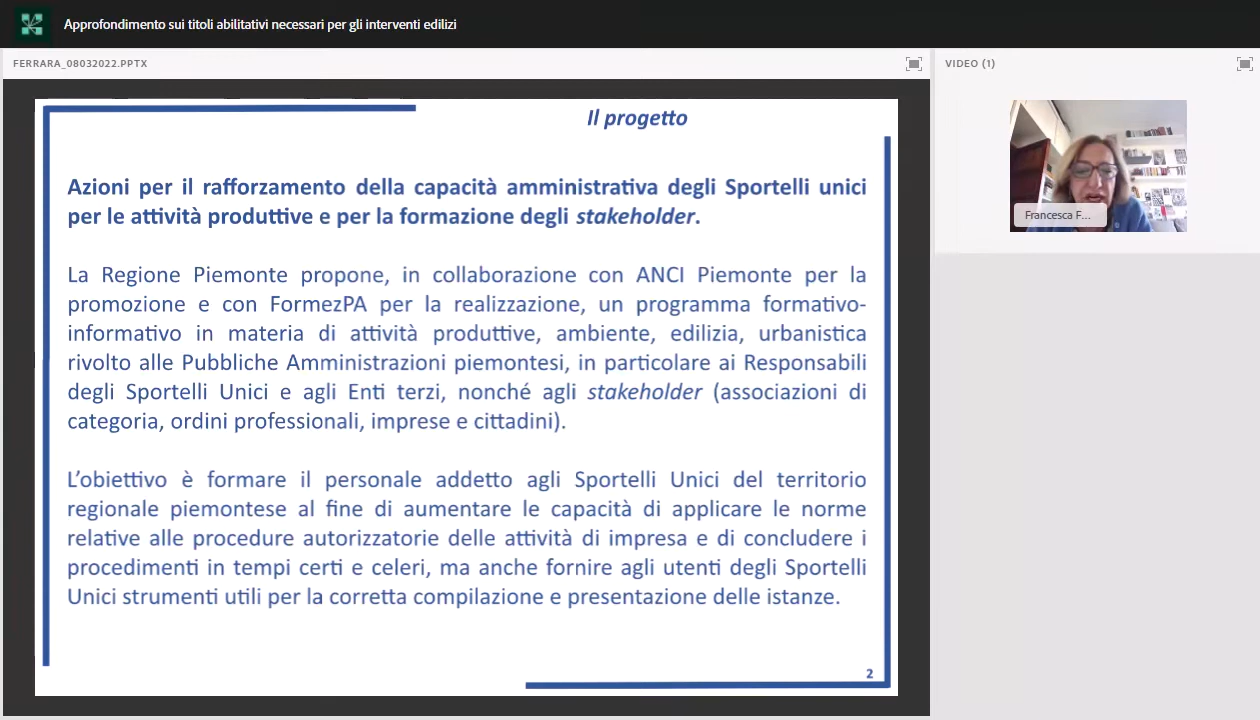 Approfondimento sui titoli abilitativi necessari per gli interventi edilizi
FERRARA_08032022.PPTX
VIDEO (1)
Il progetto
Azioni per il rafforzamento della capacità amministrativa degli Sportelli unici
per le attività produttive e per la formazione degli stakeholder.
La Regione Piemonte propone, in collaborazione con ANCI Piemonte per la
promozione e con FormezPA per la realizzazione, un programma formativo-
informativo in materia di attività produttive, ambiente, edilizia, urbanistica
rivolto alle Pubbliche Amministrazioni piemontesi, in particolare ai Responsabili
degli Sportelli Unici e agli Enti terzi, nonché agli stakeholder (associazioni di
categoria, ordini professionali, imprese e cittadini).
L'obiettivo è formare il personale addetto agli Sportelli Unici del territorio
regionale piemontese al fine di aumentare le capacità di applicare le norme
relative alle procedure autorizzatorie delle attività di impresa e di concludere i
procedimenti in tempi certi e celeri, ma anche fornire agli utenti degli Sportelli
Unici strumenti utili per la corretta compilazione e presentazione delle istanze.
2
Francesca F...